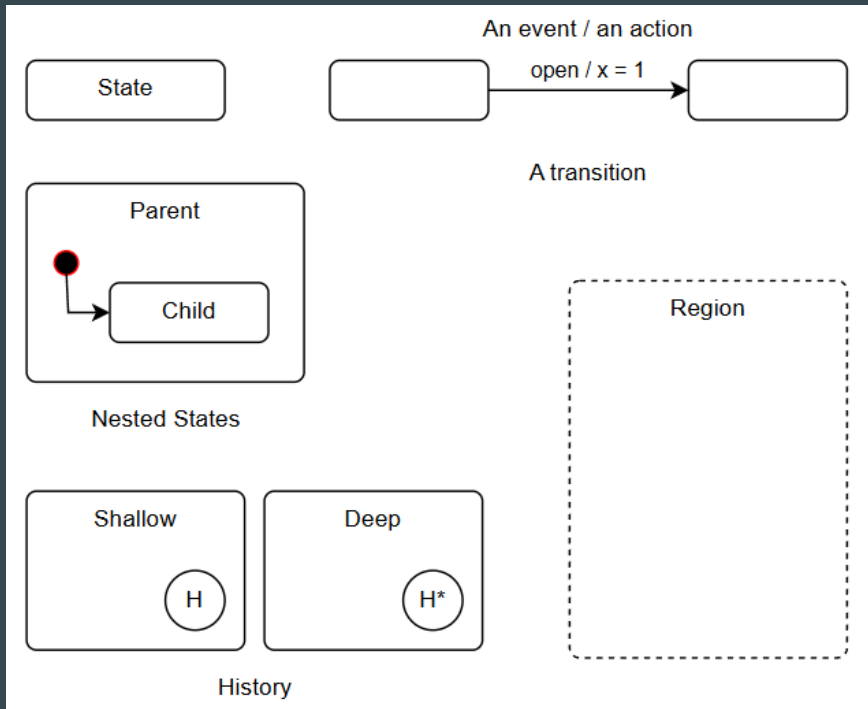 An event / an action
State
open / x = 1
A transition
Parent
Child
Region
Nested States
Shallow
Deep
H
H*
History